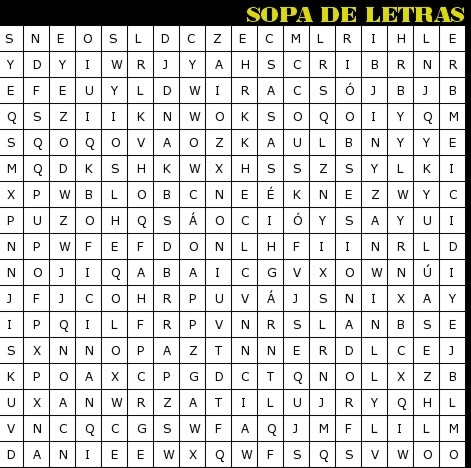 SOPA DE LETRAS
S N E O S L D C Z E C M L R I H L E
Y D Y I W R J Y A H S C R I B R N R
E F E U Y L D W I R A C S Ó J B J B
Q S Z I I K N W O K S O Q O I Y Q M
S Q O Q O V A O Z K A U L B N Y Y E
M Q D K S H K W X H S S Z S Y L K I
X P W B L O B C N E É K N E Z W Y C
P U Z O H Q S Á O C I Ó Y S A Y U I
N P W F E F D O N L H F I I N R L D
N O J I Q A B A I C G V X O W N Ú I
J F J C O H R P U V Á J S N I X A Y
I P Q I L F R P V N R S L A N B S E
S X N N O P A Z T N N E R D L C E J
K P O A X C P G D C T Q N O L X Z B
U X A N W R Z A T I L U J R Y Q H L
V N C Q C G S W F A Q J M F L I L M
D A N I E E W X Q W F S Q S V W O O